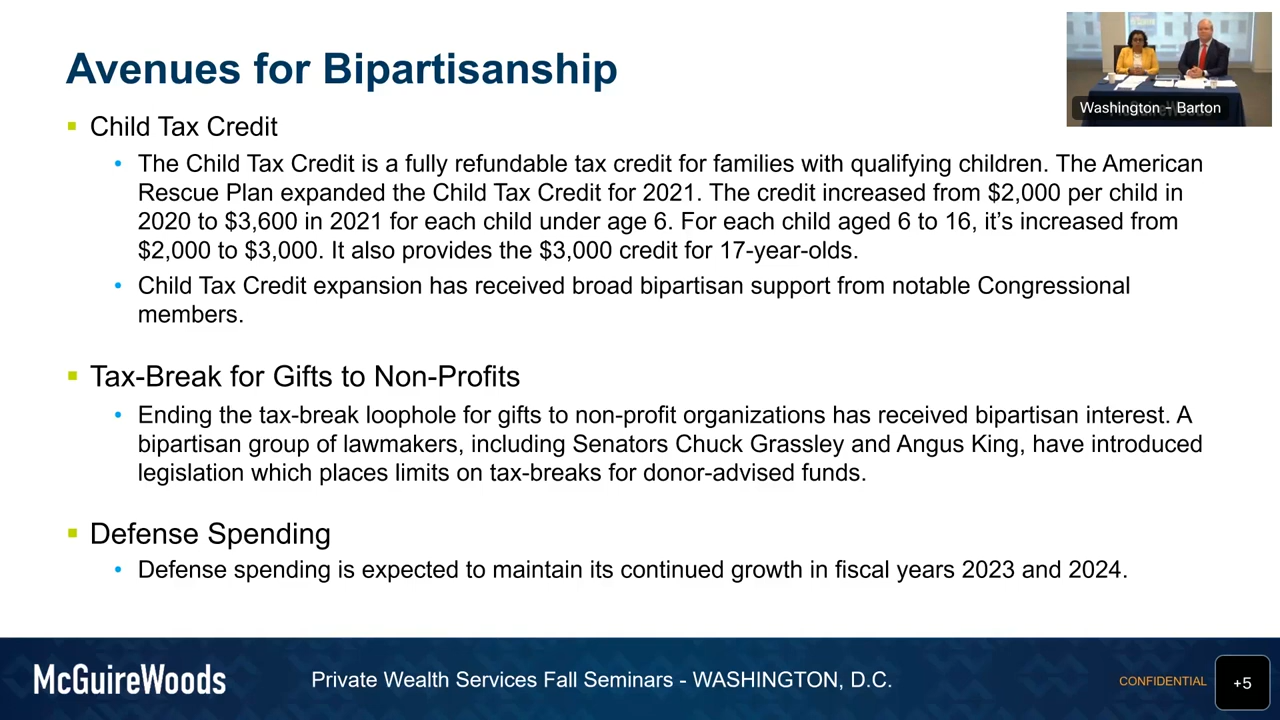 Avenues for Bipartisanship
Washington - Barton
Child Tax Credit
The Child Tax Credit is a fully refundable tax credit for families with qualifying children. The American
Rescue Plan expanded the Child Tax Credit for 2021. The credit increased from $2,000 per child in
2020 to $3,600 in 2021 for each child under age 6. For each child aged 6 to 16, it’s increased from
$2,000 to $3,000. It also provides the $3,000 credit for 17-year-olds.
Child Tax Credit expansion has received broad bipartisan support from notable Congressional
members.
Tax-Break for Gifts to Non-Profits
Ending the tax-break loophole for gifts to non-profit organizations has received bipartisan interest. A
bipartisan group of lawmakers, including Senators Chuck Grassley and Angus King, have introduced
legislation which places limits on tax-breaks for donor-advised funds.
Defense Spending
Defense spending is expected to maintain its continued growth in fiscal years 2023 and 2024.
McGuireWoods
Private Wealth Services Fall Seminars - WASHINGTON, D.C.
CONFIDENTIAL
+5